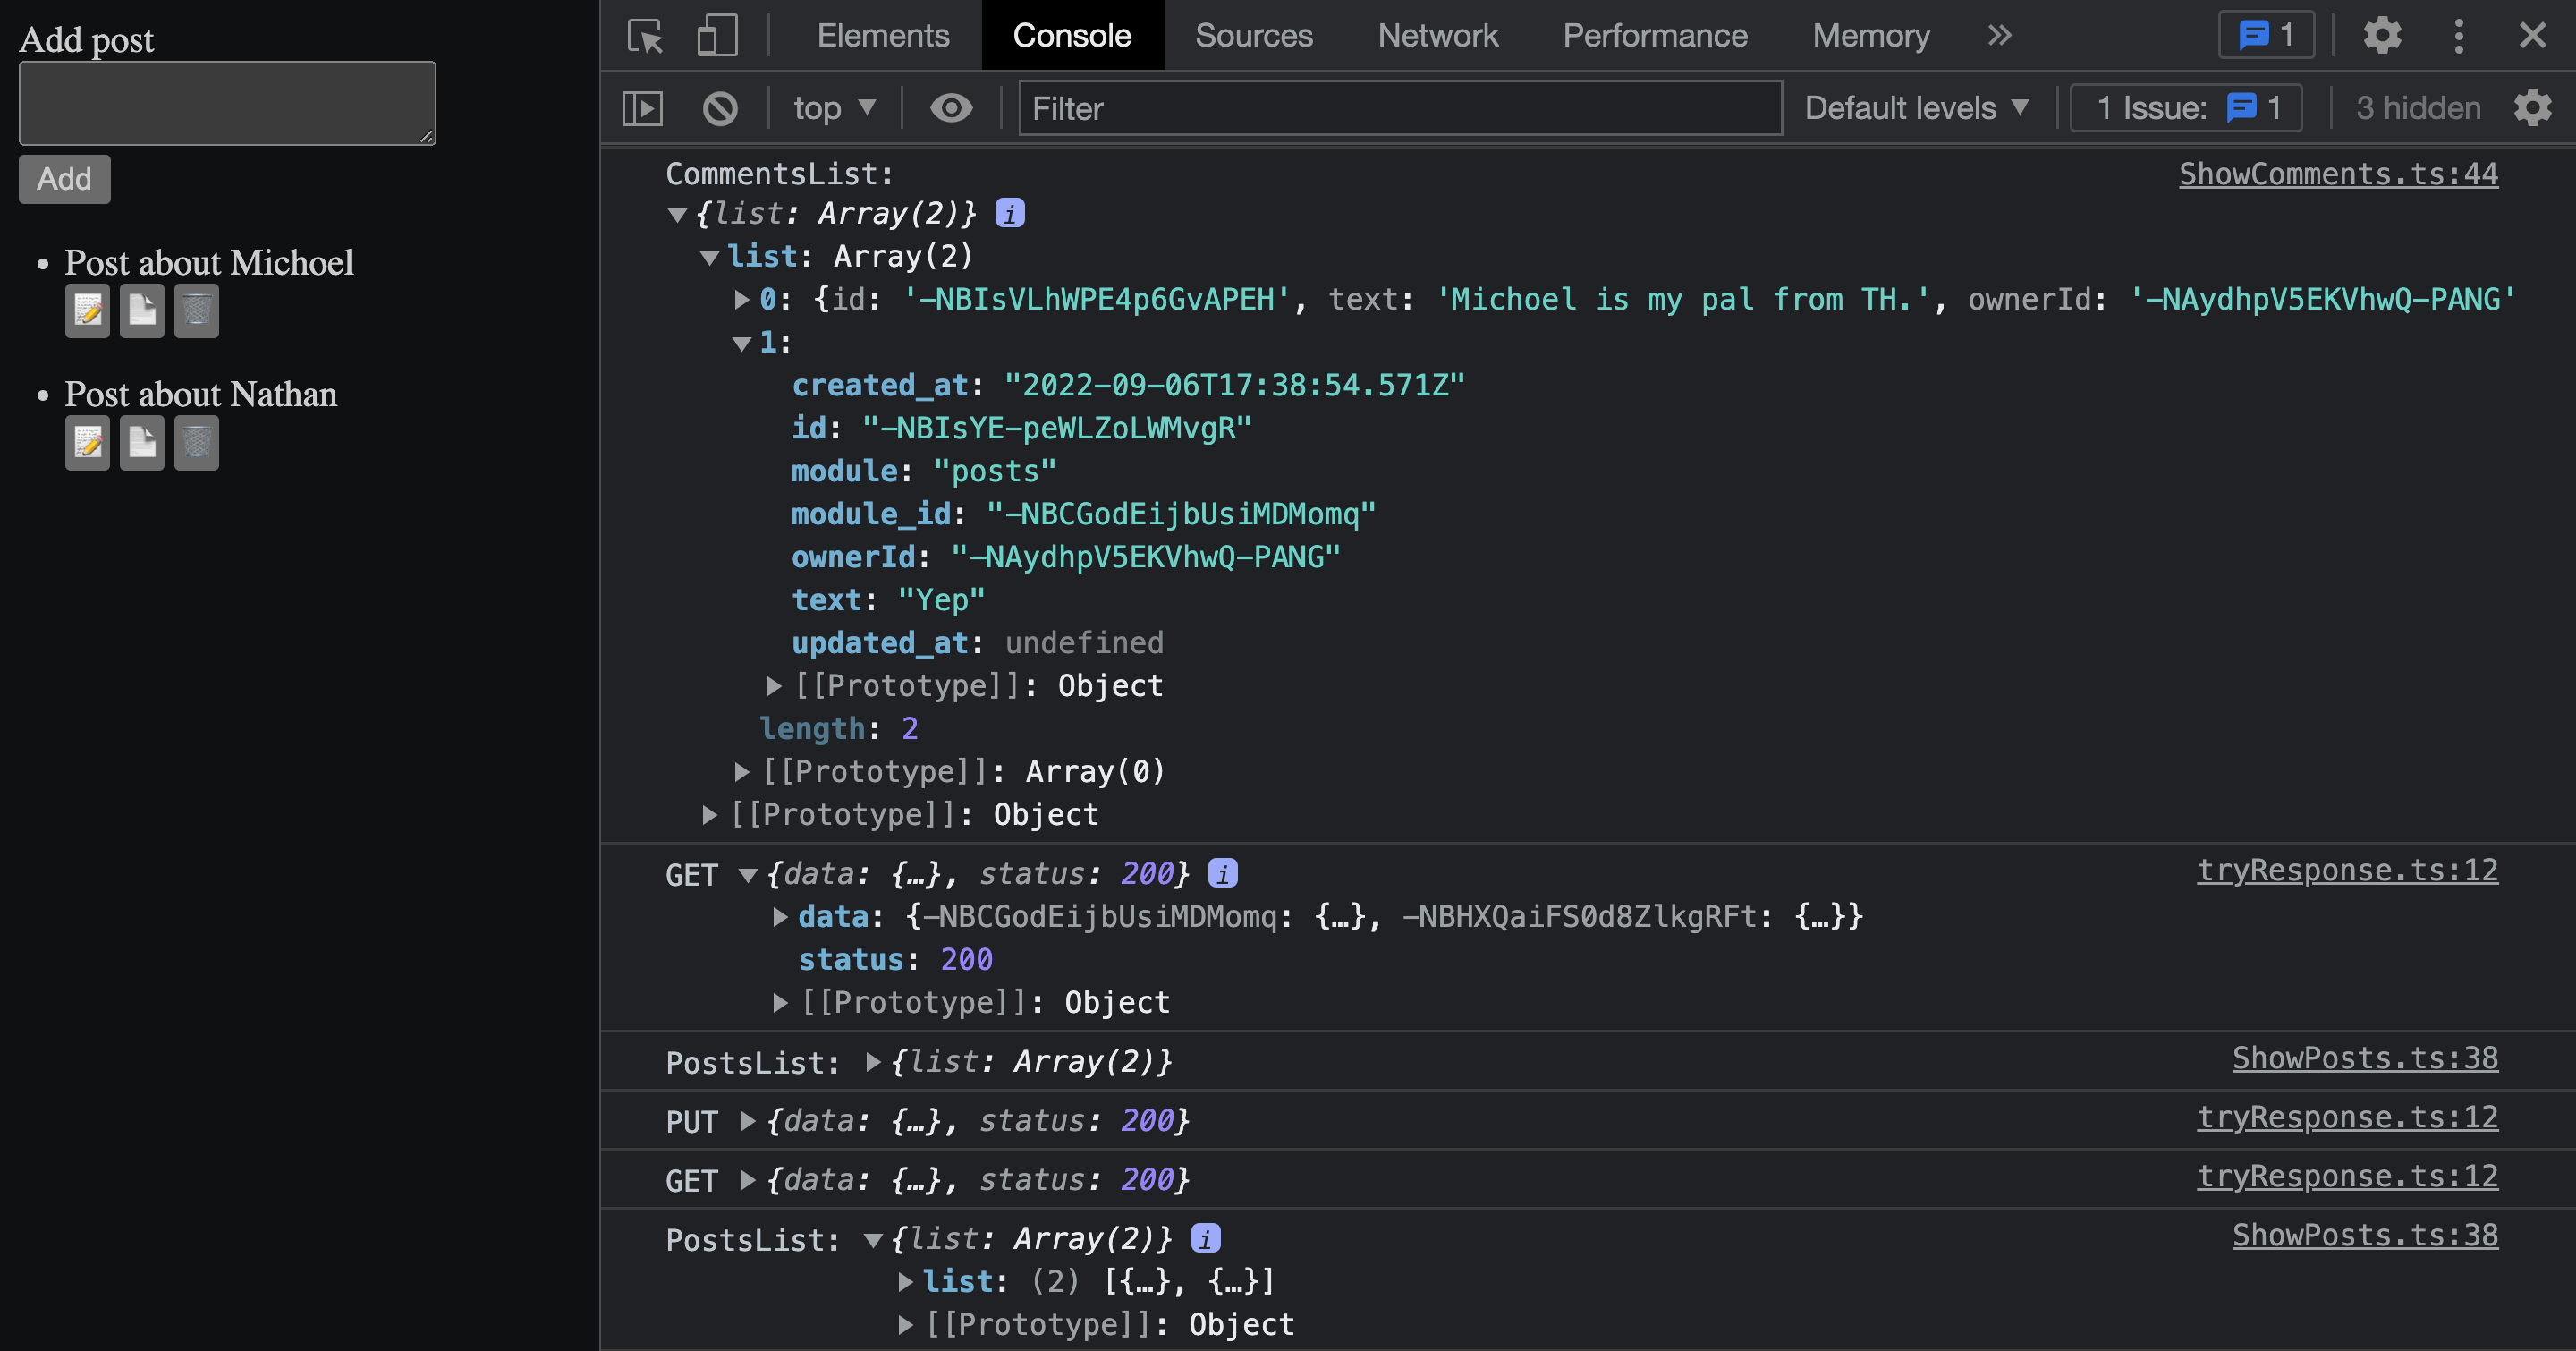 Add post
Add
• Post about Michoel
• Post about Nathan
Elements Console Sources Network Performance Memory » 1
top ▼ Filter Default levels ▼ 1 Issue: 1 3 hidden
CommentsList: ShowComments.ts:44
▼{list: Array(2)} i
▼list: Array(2)
▶0: {id: '-NBIsVLhWPE4p6GvAPEH', text: 'Michoel is my pal from TH.', ownerId: '-NAydhpV5EKVhwQ-PANG'
▼1:
created_at: "2022-09-06T17:38:54.571Z"
id: "-NBIsYE-peWLZoLWMvgR"
module: "posts"
module_id: "-NBCGodEijbUsiMDMomq"
ownerId: "-NAydhpV5EKVhwQ-PANG"
text: "Yep"
updated_at: undefined
▶[[Prototype]]: Object
length: 2
▶[[Prototype]]: Array(0)
▶[[Prototype]]: Object
GET ▼{data: {…}, status: 200} i tryResponse.ts:12
▶data: {-NBCGodEijbUsiMDMomq: {…}, -NBHXQaiFS0d8ZlkgRFt: {…}}
status: 200
▶[[Prototype]]: Object
PostsList: ▶{list: Array(2)} ShowPosts.ts:38
PUT ▶{data: {…}, status: 200} tryResponse.ts:12
GET ▶{data: {…}, status: 200} tryResponse.ts:12
PostsList: ▼{list: Array(2)} i ShowPosts.ts:38
▶list: (2) [{…}, {…}]
▶[[Prototype]]: Object